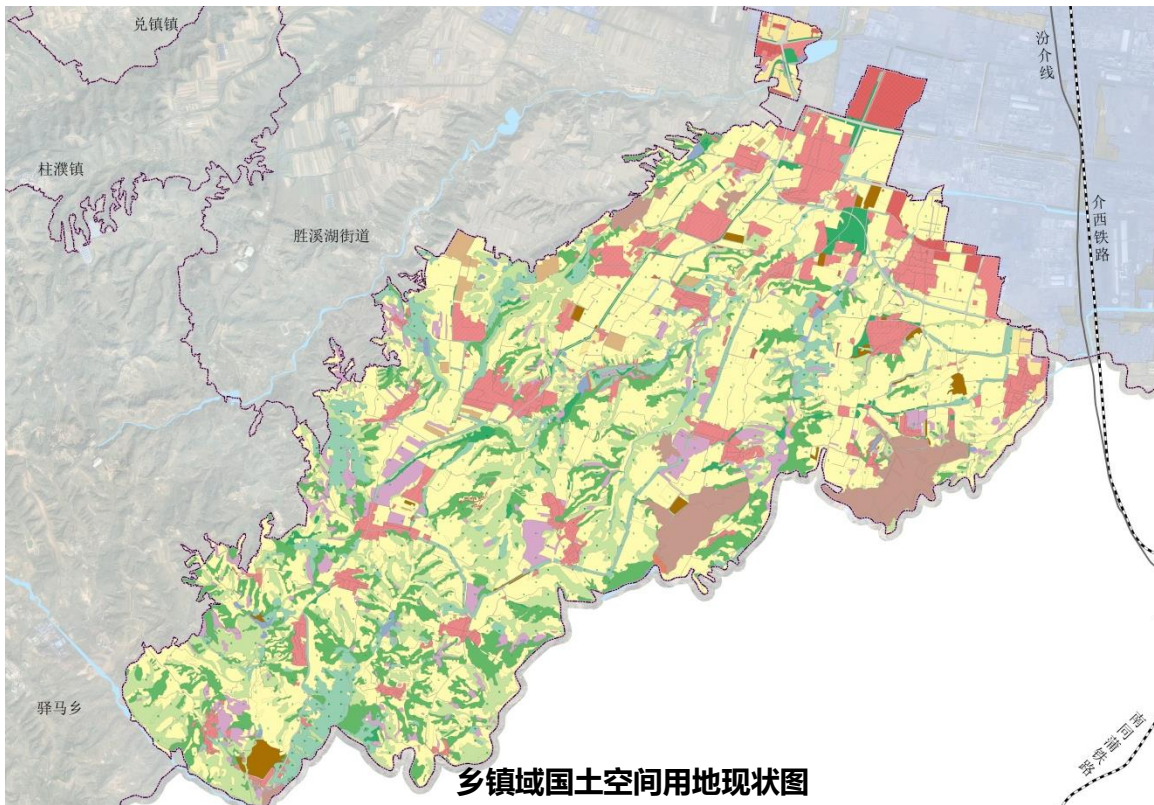 兑镇镇
汾介线
柱濮镇
介西铁路
胜溪湖街道
驿马乡
南同蒲铁路
乡镇域国土空间用地现状图